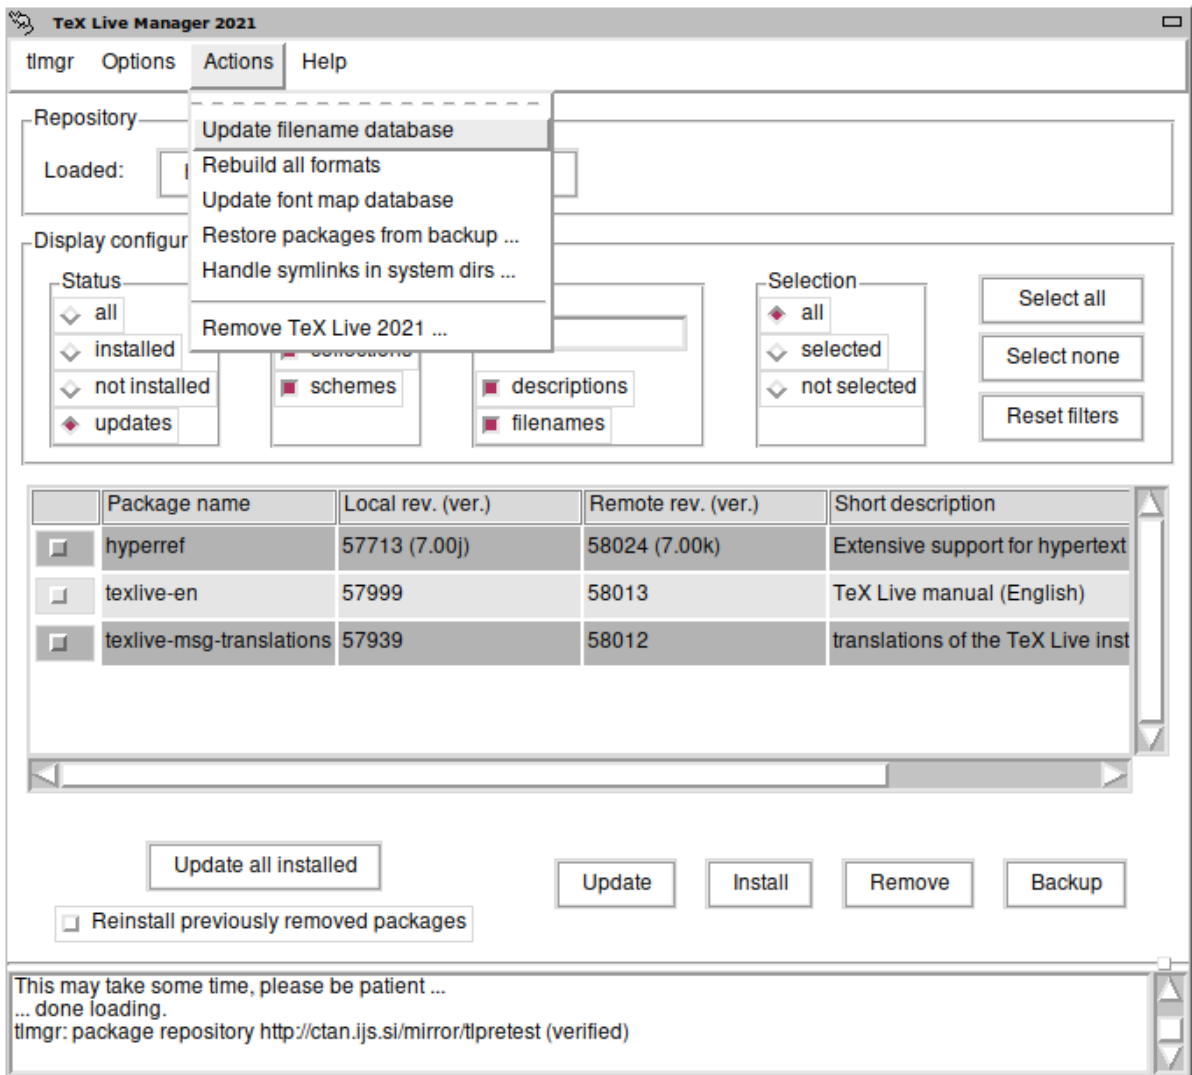 TeX Live Manager 2021
tlmgr Options Actions Help
Update filename database
Rebuild all formats
Update font map database
Restore packages from backup ...
Handle symlinks in system dirs ...
Remove TeX Live 2021 ...
Repository
Loaded:
Display configur
Status
all
installed
not installed
updates
collections
schemes
descriptions
filenames
Selection
all
selected
not selected
Select all
Select none
Reset filters
Package name Local rev. (ver.) Remote rev. (ver.) Short description
hyperref 57713 (7.00j) 58024 (7.00k) Extensive support for hypertext
texlive-en 57999 58013 TeX Live manual (English)
texlive-msg-translations 57939 58012 translations of the TeX Live inst
Update all installed
Reinstall previously removed packages
Update Install Remove Backup
This may take some time, please be patient ...
... done loading.
tlmgr: package repository http://ctan.ijs.si/mirror/tlpretest (verified)